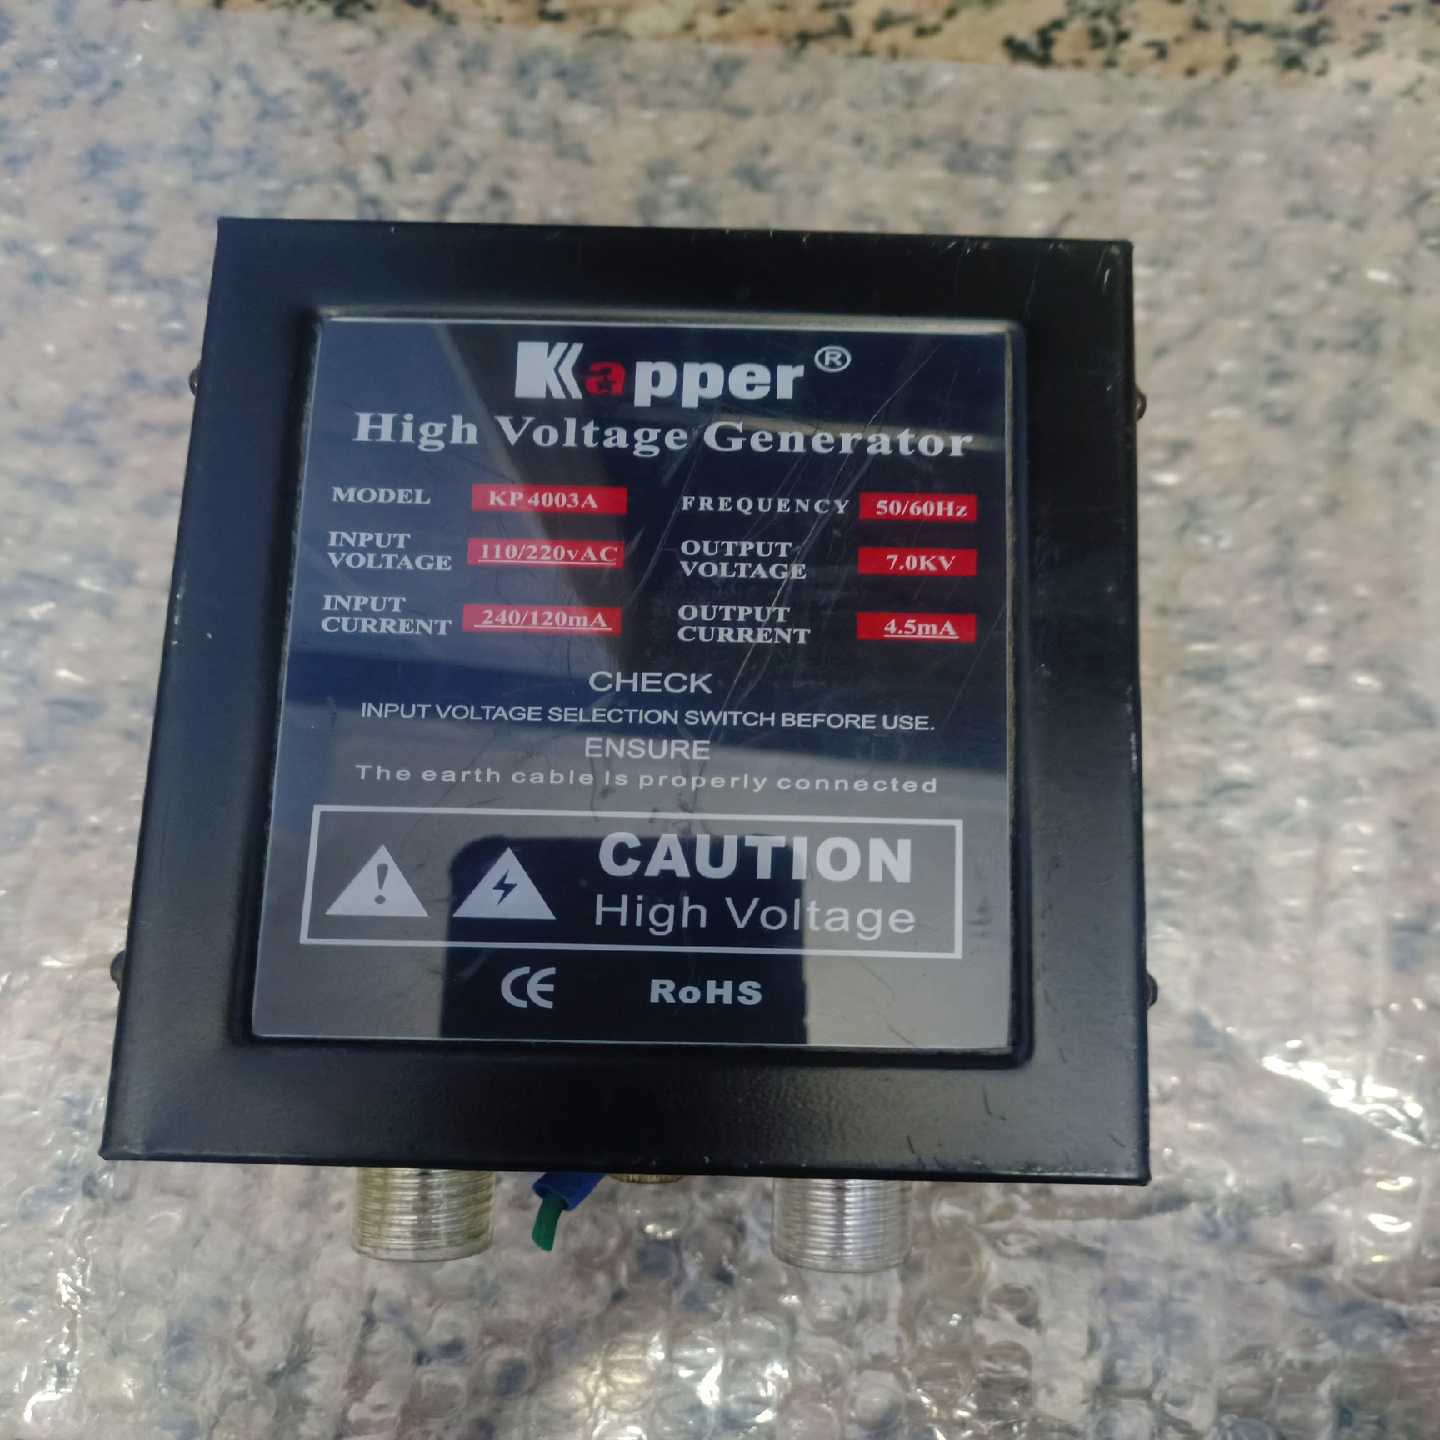 Kapper®
High Voltage Generator
MODEL KP4003A FREQUENCY 50/60Hz
INPUT VOLTAGE 110/220vAC OUTPUT VOLTAGE 7.0KV
INPUT CURRENT 240/120mA OUTPUT CURRENT 4.5mA
CHECK
INPUT VOLTAGE SELECTION SWITCH BEFORE USE.
ENSURE
The earth cable is properly connected
CAUTION
High Voltage
CE RoHS